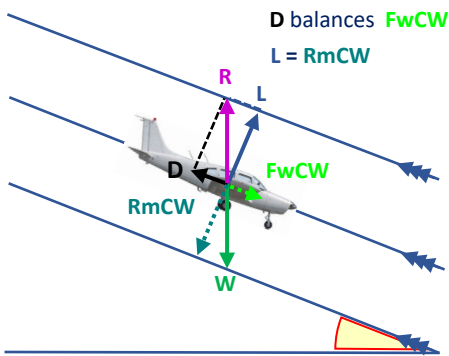 D balances FwCW
L = RmCW
R
L
D
FwCW
RmCW
W